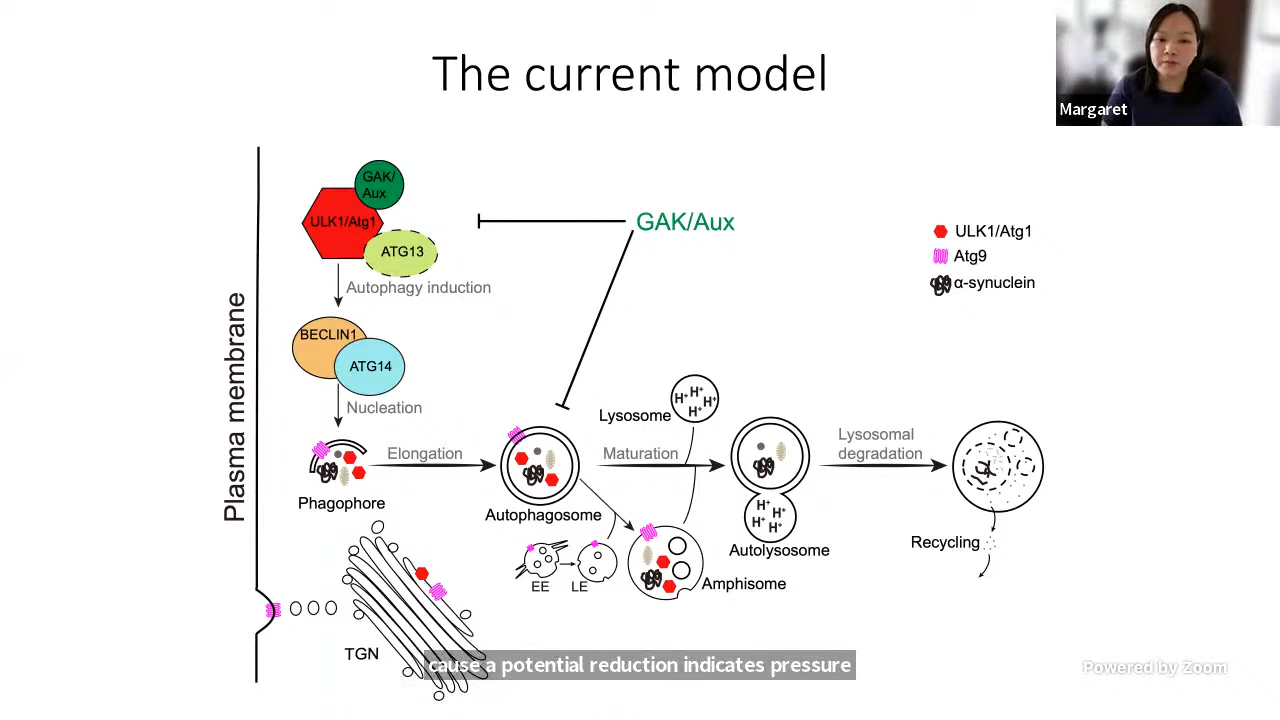 The current model
Margaret
GAK/
Aux
ULK1/Atg1
ATG13
Autophagy induction
GAK/Aux
ULK1/Atg1
Atg9
α-synuclein
Plasma membrane
BECLIN1
ATG14
Nucleation
Lysosome
H⁺ H⁺
H⁺ H⁺
Elongation
Maturation
Lysosomal
degradation
Phagophore
Autophagosome
H⁺ H⁺
H⁺ H⁺
Autolysosome
Recycling
EE
LE
Amphisome
TGN
cause a potential reduction indicates pressure
Powered by Zoom